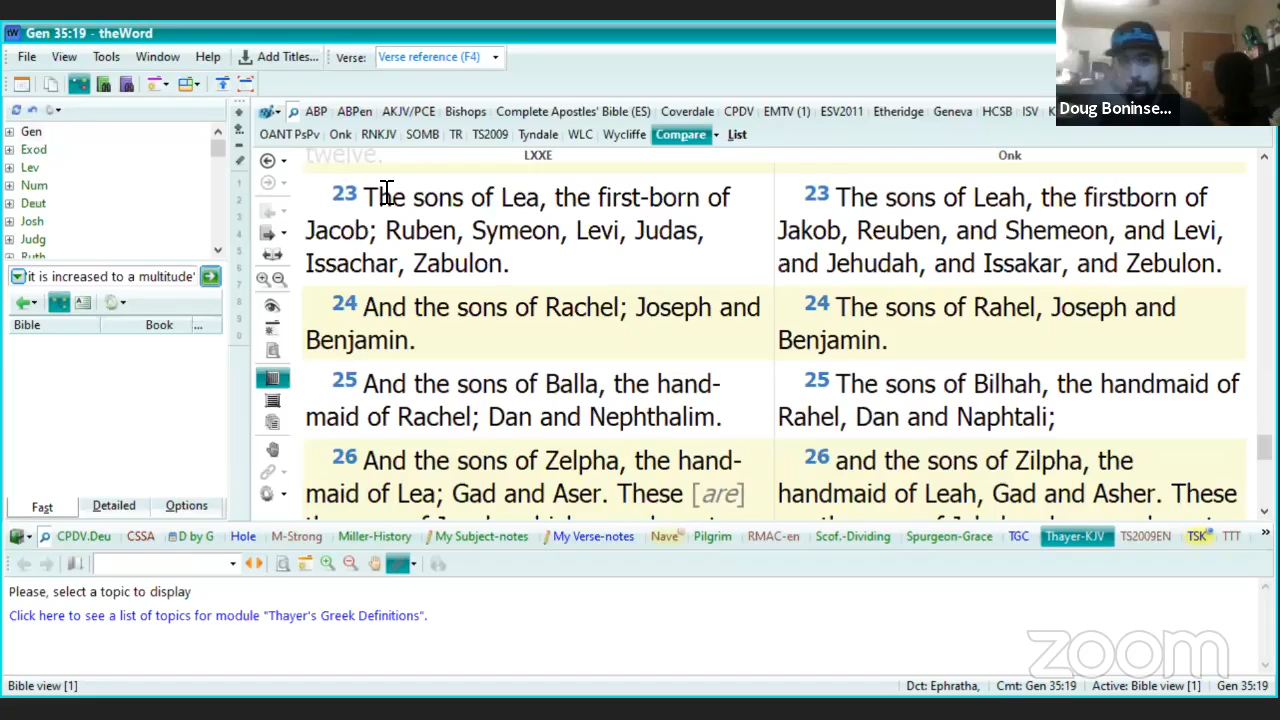 Gen 35:19 - theWord
File View Tools Window Help Add Titles... Verse: Verse reference (F4)
Doug Boninse...
ABP ABPen AKJV/PCE Bishops Complete Apostles' Bible (ES) Coverdale CPDV EMTV (1) ESV2011 Etheridge Geneva HCSB ISV
OANT PsPv Onk RNKJV SOMB TR TS2009 Tyndale WLC Wycliffe Compare List
Gen
Exod
Lev
Num
Deut
Josh
Judg
Ruth
it is increased to a multitude'
Bible Book ...
Fast Detailed Options
twelve.
LXXE
23 The sons of Lea, the first-born of
Jacob; Ruben, Symeon, Levi, Judas,
Issachar, Zabulon.
24 And the sons of Rachel; Joseph and
Benjamin.
25 And the sons of Balla, the hand-
maid of Rachel; Dan and Nephthalim.
26 And the sons of Zelpha, the hand-
maid of Lea; Gad and Aser. These [are]
Onk
23 The sons of Leah, the firstborn of
Jakob, Reuben, and Shemeon, and Levi,
and Jehudah, and Issakar, and Zebulon.
24 The sons of Rahel, Joseph and
Benjamin.
25 The sons of Bilhah, the handmaid of
Rahel, Dan and Naphtali;
26 and the sons of Zilpha, the
handmaid of Leah, Gad and Asher. These
CPDV.Deu CSSA D by G Hole M-Strong Miller-History My Subject-notes My Verse-notes Nave Pilgrim RMAC-en Scof.-Dividing Spurgeon-Grace TGC Thayer-KJV TS2009EN TSK TTT
Please, select a topic to display
Click here to see a list of topics for module "Thayer's Greek Definitions".
zoom
Bible view [1] Dct: Ephratha, Cmt: Gen 35:19 Active: Bible view [1] Gen 35:19